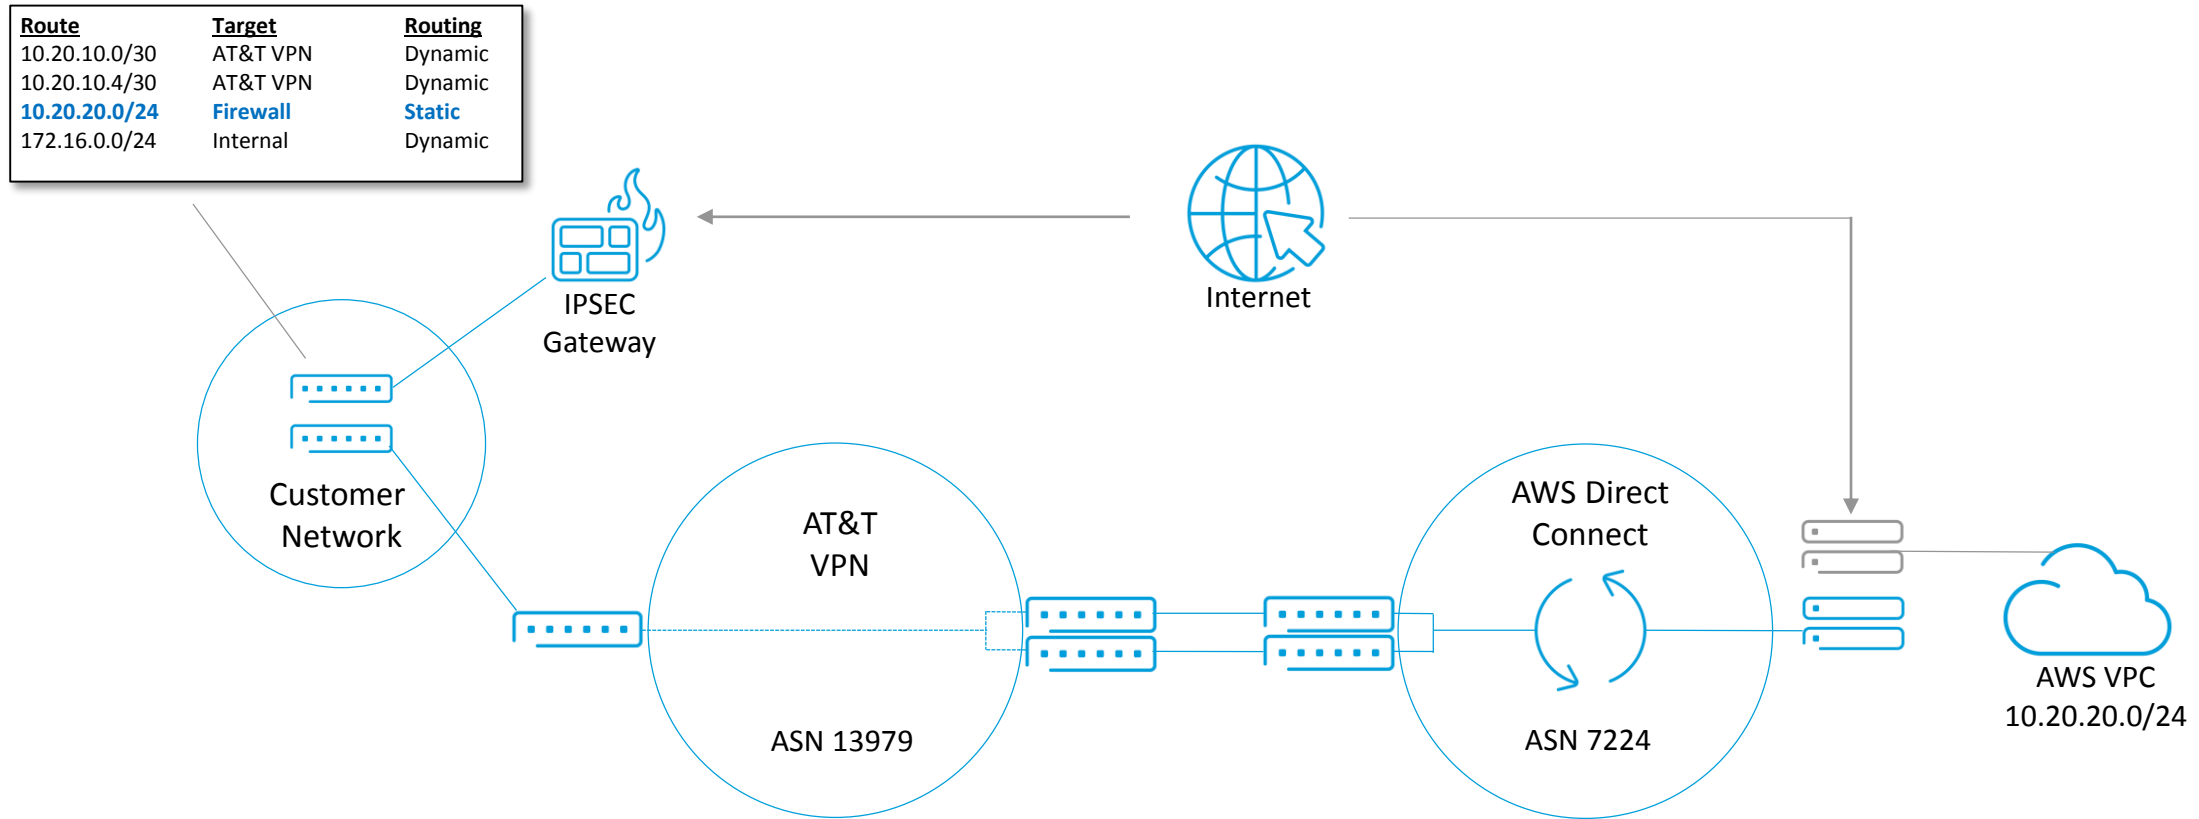 Route Target Routing
10.20.10.0/30 AT&T VPN Dynamic
10.20.10.4/30 AT&T VPN Dynamic
10.20.20.0/24 Firewall Static
172.16.0.0/24 Internal Dynamic
IPSEC
Gateway
Internet
Customer
Network
AT&T
VPN
ASN 13979
AWS Direct
Connect
ASN 7224
AWS VPC
10.20.20.0/24